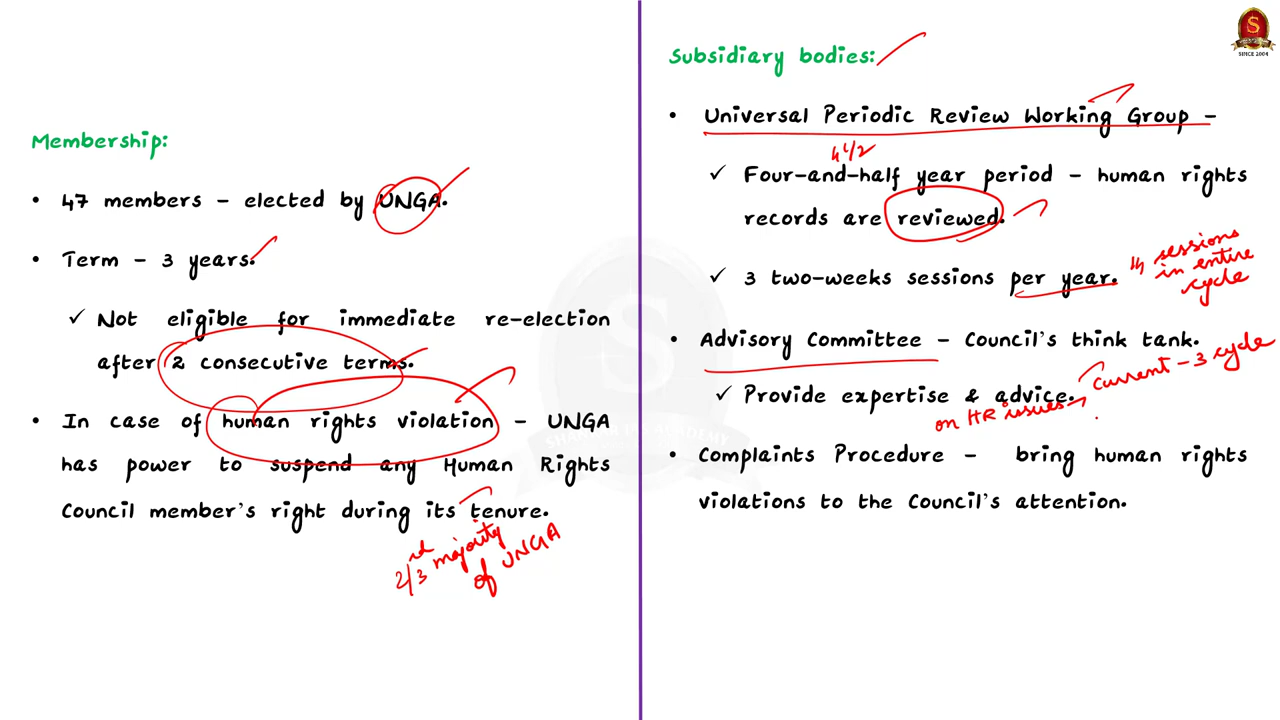 Membership:
• 47 members – elected by UNGA.
• Term – 3 years.
✓ Not eligible for immediate re-election
after 2 consecutive terms.
• In case of human rights violation – UNGA
has power to suspend any Human Rights
Council member's right during its tenure.
2/3rd majority
of UNGA
S
SINCE 2004
Subsidiary bodies:
• Universal Periodic Review Working Group –
4 1/2
✓ Four-and-half year period – human rights
records are reviewed.
✓ 3 two-weeks sessions per year.
14 sessions
in entire
cycle
• Advisory Committee – Council's think tank.
✓ Provide expertise & advice.
current – 3 cycle
on HR issues
• Complaints Procedure – bring human rights
violations to the Council's attention.